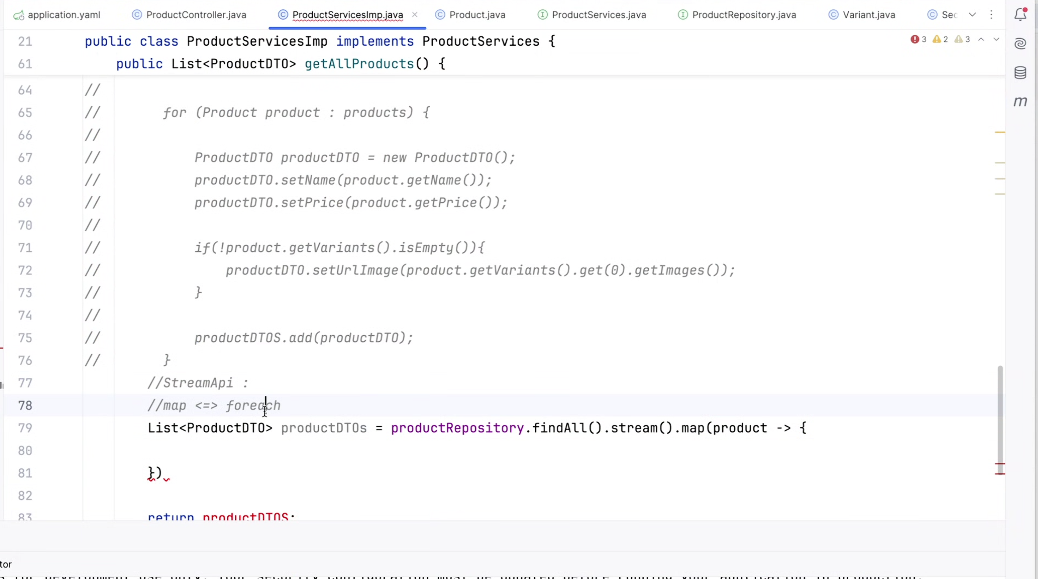 application.yaml ProductController.java ProductServicesImp.java × Product.java ProductServices.java ProductRepository.java Variant.java
21 public class ProductServicesImp implements ProductServices { 3 2 3
61 public List<ProductDTO> getAllProducts() {
64 //
65 // for (Product product : products) {
66 //
67 // ProductDTO productDTO = new ProductDTO();
68 // productDTO.setName(product.getName());
69 // productDTO.setPrice(product.getPrice());
70 //
71 // if(!product.getVariants().isEmpty()){
72 // productDTO.setUrlImage(product.getVariants().get(0).getImages());
73 // }
74 //
75 // productDTOS.add(productDTO);
76 // }
77 //StreamApi :
78 //map <=> foreach
79 List<ProductDTO> productDTOs = productRepository.findAll().stream().map(product -> {
80
81 })
82
83 return productDTOS;